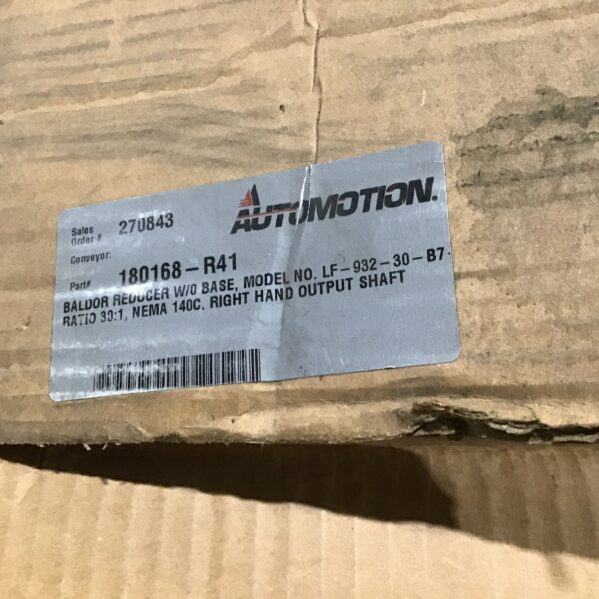 AUTOMOTION.
Sales
Order # 270843
Conveyor:
Part# 180168-R41
BALDOR REDUCER W/O BASE, MODEL NO. LF-932-30-B7.
RATIO 30:1, NEMA 140C, RIGHT HAND OUTPUT SHAFT